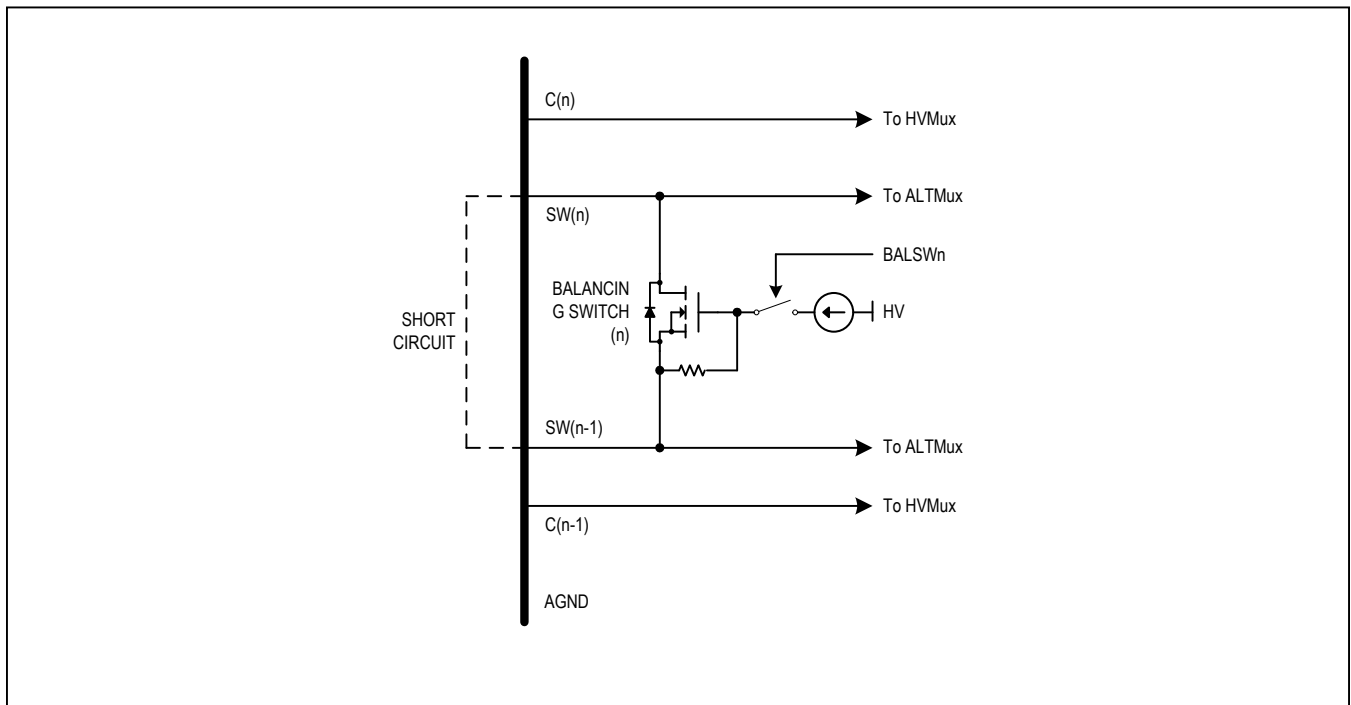 C(n)
To HVMux
To ALTMux
SW(n)
BALSWn
BALANCIN
G SWITCH
(n)
HV
SHORT
CIRCUIT
SW(n-1)
To ALTMux
To HVMux
C(n-1)
AGND